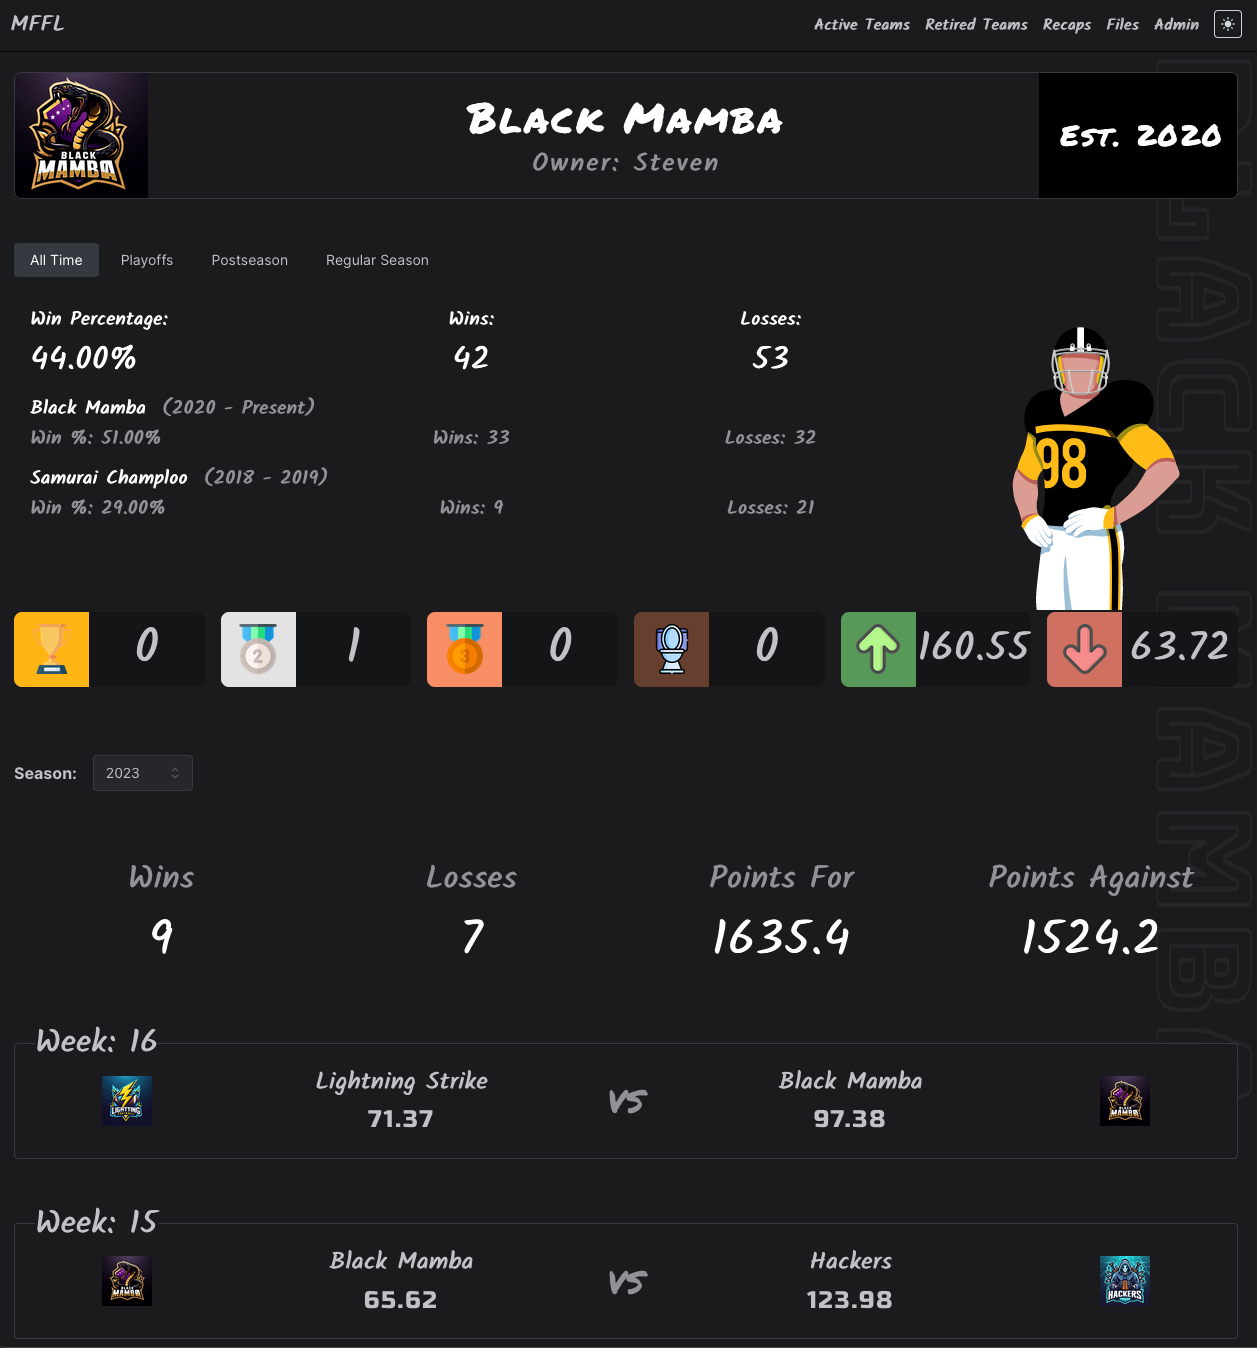 MFFL
Active Teams Retired Teams Recaps Files Admin
BLACK MAMBA
Black Mamba
Owner: Steven
Est. 2020
All Time Playoffs Postseason Regular Season
Win Percentage: Wins: Losses:
44.00% 42 53
Black Mamba (2020 - Present)
Win %: 51.00% Wins: 33 Losses: 32
Samurai Champloo (2018 - 2019)
Win %: 29.00% Wins: 9 Losses: 21
98
2 3
0 1 0 0 160.55 63.72
Season: 2023
Wins Losses Points For Points Against
9 7 1635.4 1524.2
BLACK MAMBA
Week: 16
Lightning Strike VS Black Mamba
71.37 97.38
LIGHTTING
BLACK
MAMBA
Week: 15
Black Mamba VS Hackers
65.62 123.98
BLACK
MAMBA
HACKERS